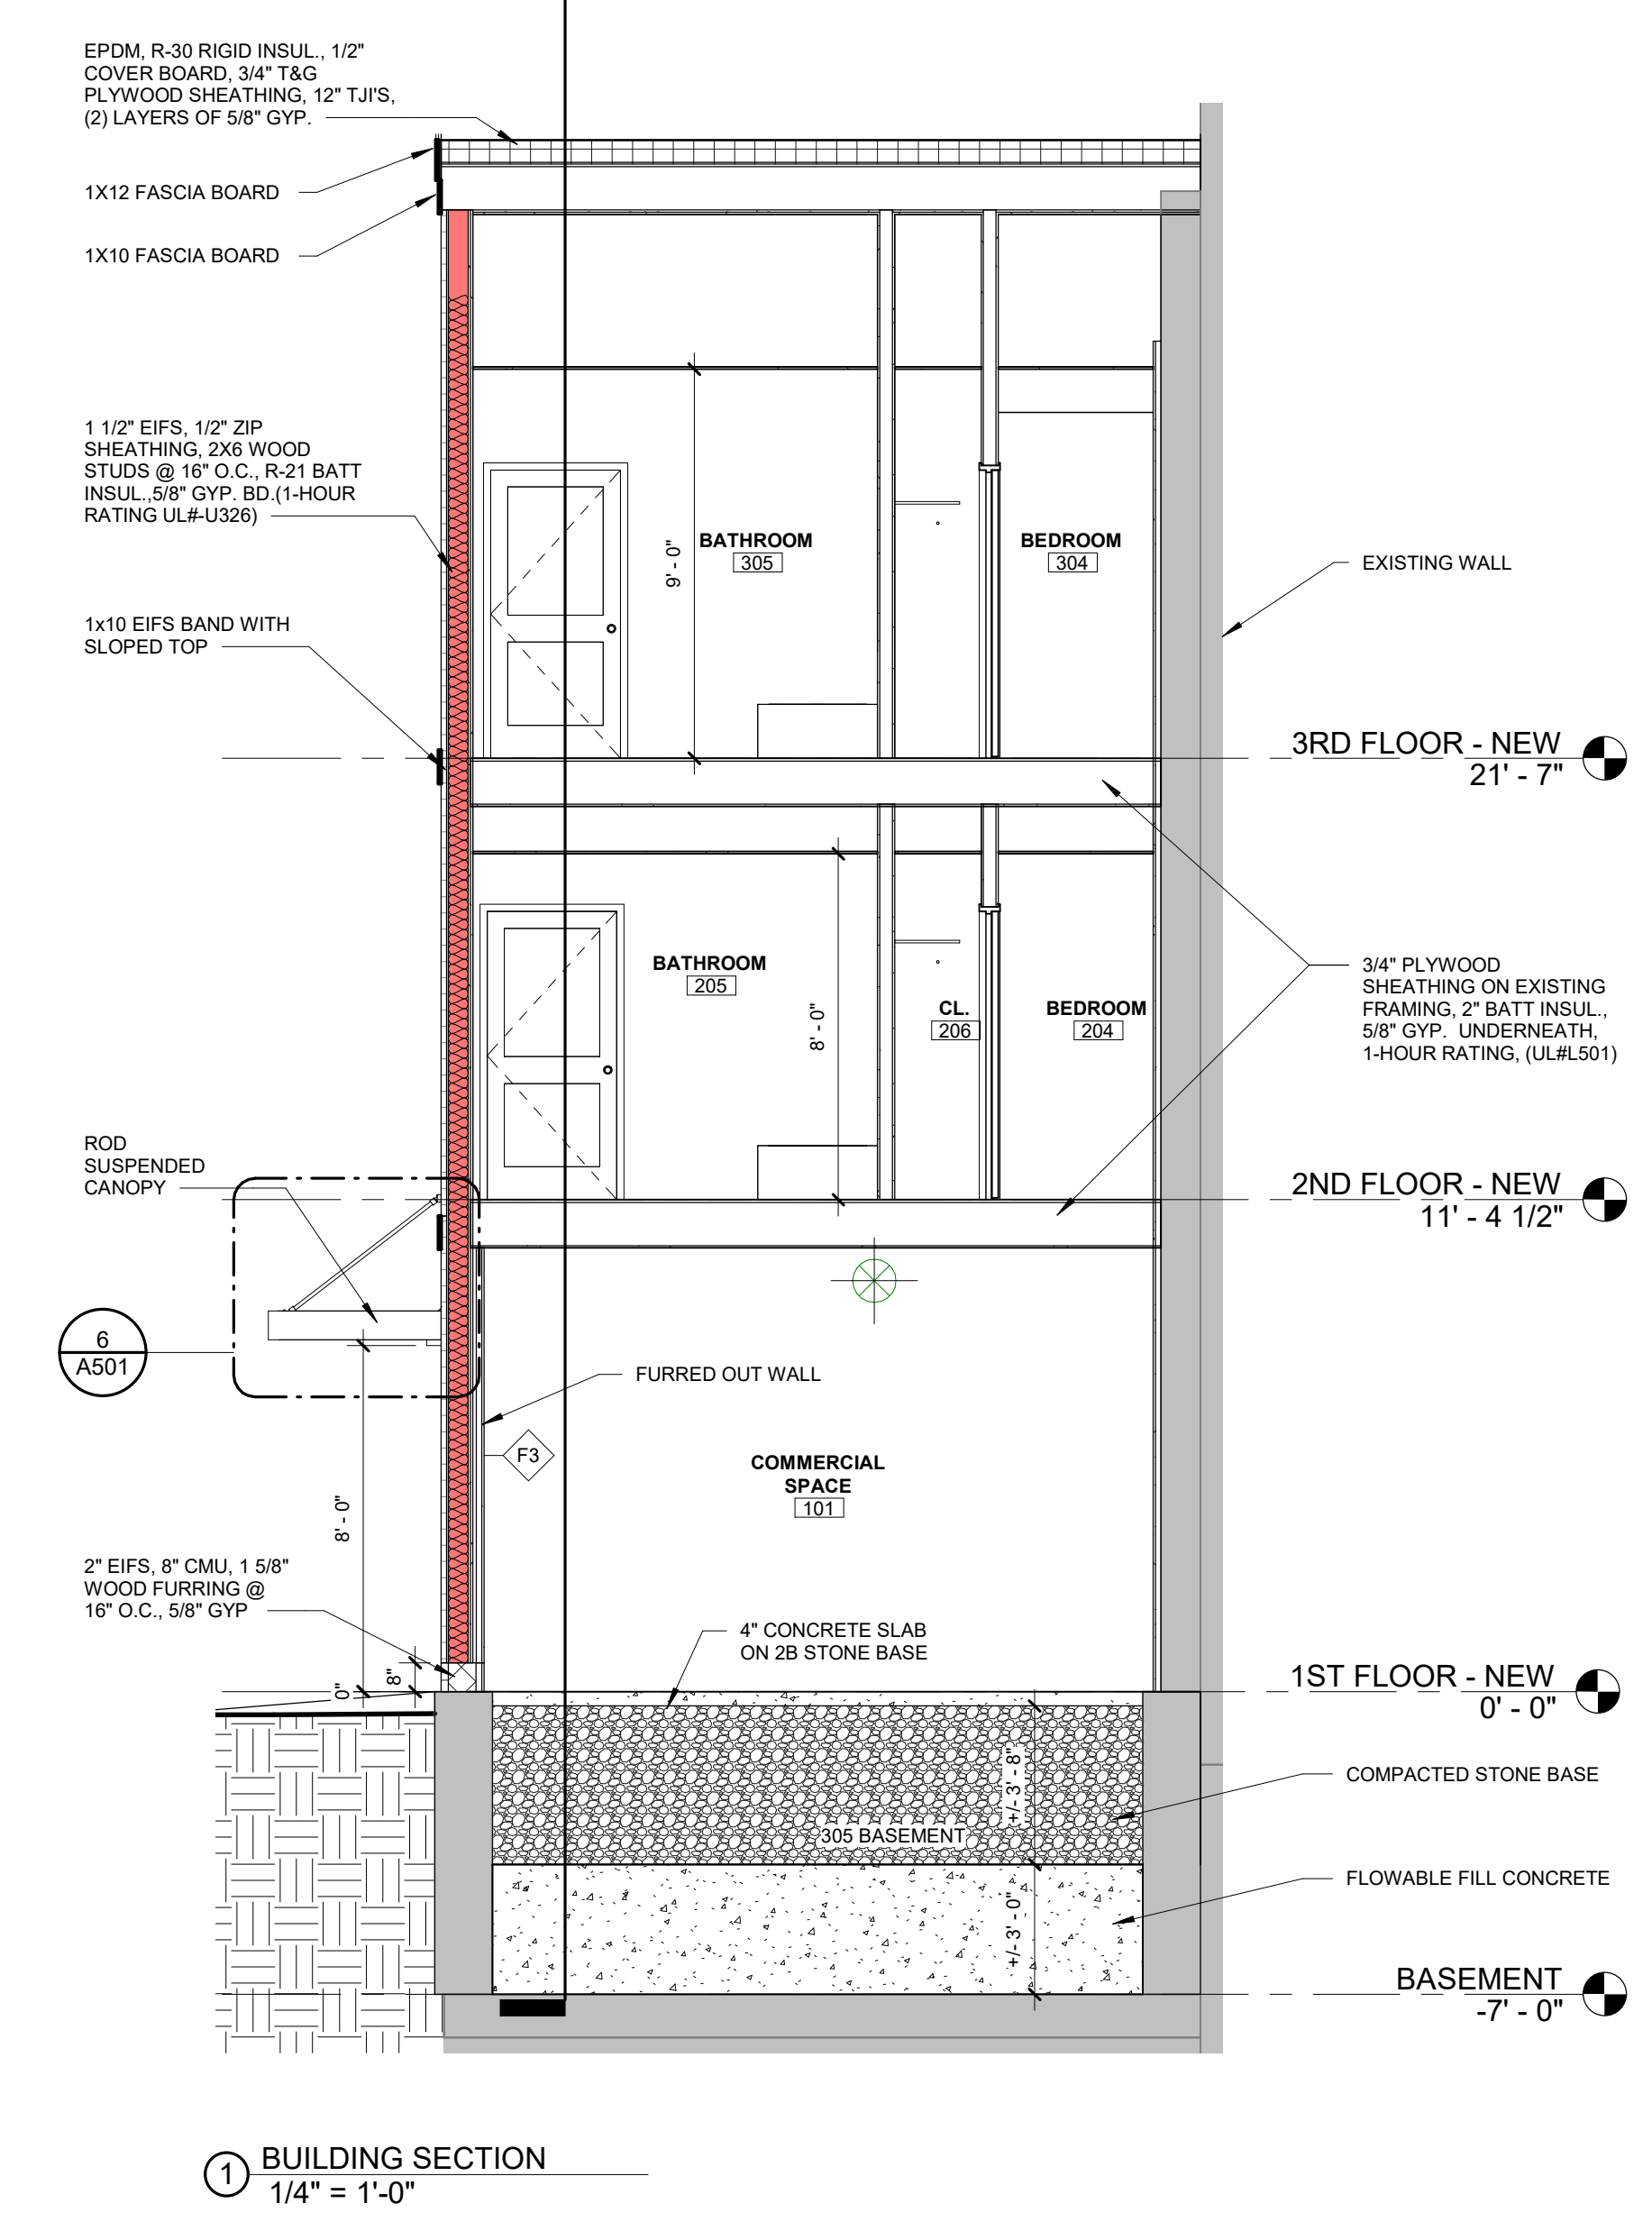 EPDM, R-30 RIGID INSUL., 1/2"
COVER BOARD, 3/4" T&G
PLYWOOD SHEATHING, 12" TJI'S,
(2) LAYERS OF 5/8" GYP.
1X12 FASCIA BOARD
1X10 FASCIA BOARD
1 1/2" EIFS, 1/2" ZIP
SHEATHING, 2X6 WOOD
STUDS @ 16" O.C., R-21 BATT
INSUL.,5/8" GYP. BD.(1-HOUR
RATING UL#-U326)
BATHROOM
305
BEDROOM
304
9' - 0"
EXISTING WALL
1x10 EIFS BAND WITH
SLOPED TOP
3RD FLOOR - NEW
21' - 7"
BATHROOM
205
CL.
206
BEDROOM
204
8' - 0"
3/4" PLYWOOD
SHEATHING ON EXISTING
FRAMING, 2" BATT INSUL.,
5/8" GYP.  UNDERNEATH,
1-HOUR RATING, (UL#L501)
ROD
SUSPENDED
CANOPY
2ND FLOOR - NEW
11' - 4 1/2"
6
A501
FURRED OUT WALL
F3
COMMERCIAL
SPACE
101
8' - 0"
2" EIFS, 8" CMU, 1 5/8"
WOOD FURRING @
16" O.C., 5/8" GYP
4" CONCRETE SLAB
ON 2B STONE BASE
0"
8"
1ST FLOOR - NEW
0' - 0"
+/- 3' - 8"
COMPACTED STONE BASE
305 BASEMENT
FLOWABLE FILL CONCRETE
+/- 3' - 0"
BASEMENT
-7' - 0"
1
BUILDING SECTION
1/4" = 1'-0"